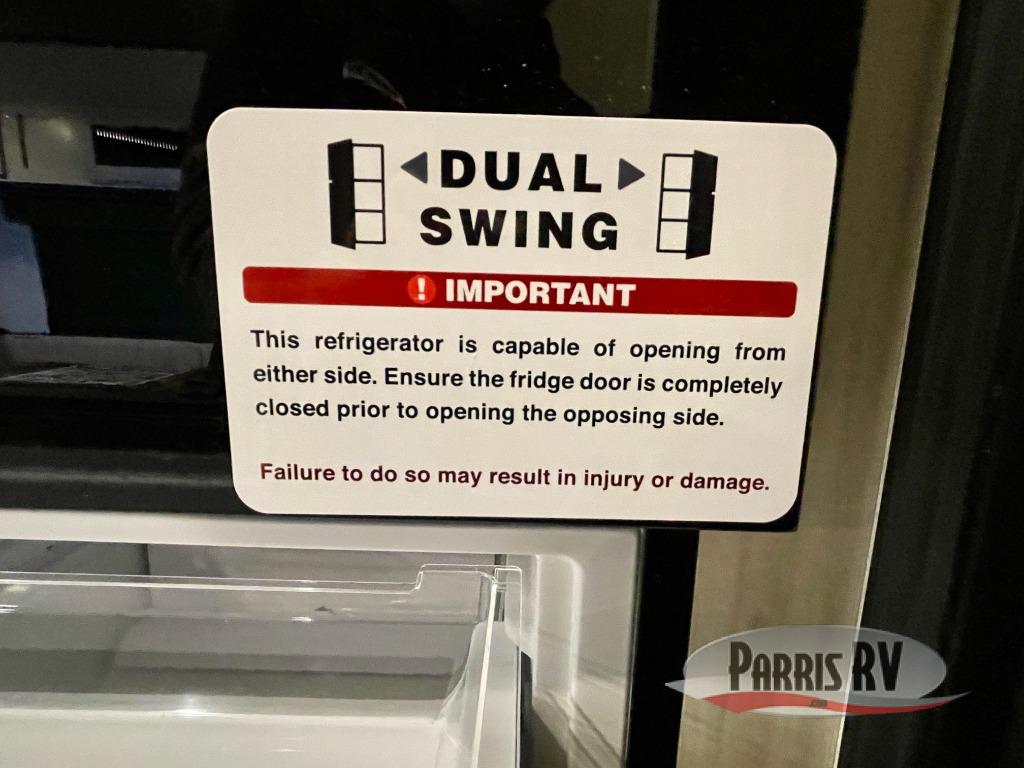 DUAL
SWING
! IMPORTANT
This refrigerator is capable of opening from
either side. Ensure the fridge door is completely
closed prior to opening the opposing side.
Failure to do so may result in injury or damage.
PARRIS RV
.com